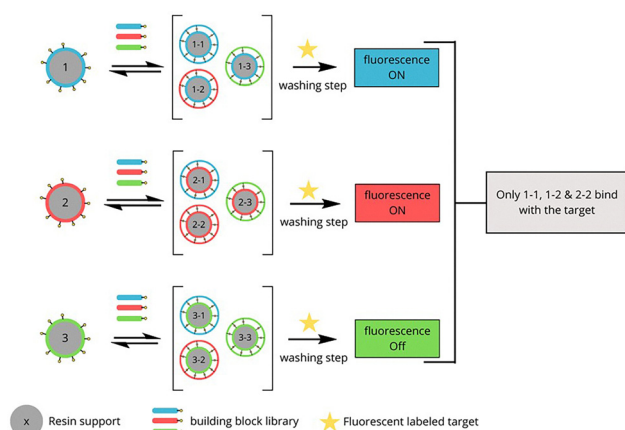 1
1-1
1-2
1-3
washing step
fluorescence
ON
2
2-1
2-2
2-3
washing step
fluorescence
ON
Only 1-1, 1-2 & 2-2 bind
with the target
3
3-1
3-2
3-3
washing step
fluorescence
Off
x
Resin support
building block library
Fluorescent labeled target